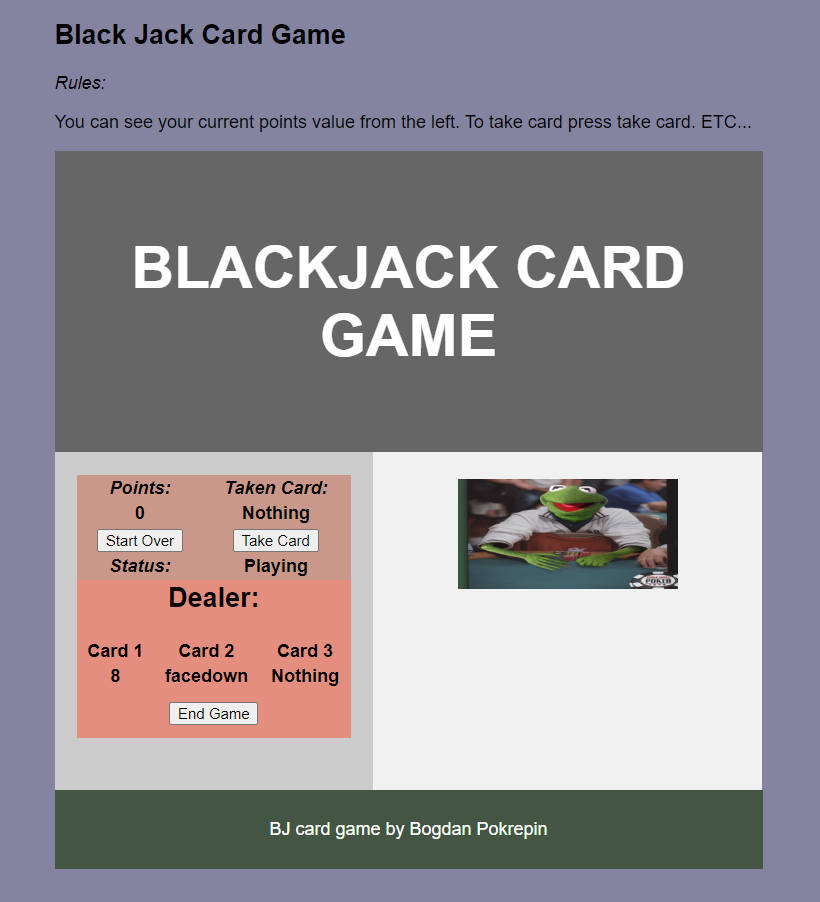 Black Jack Card Game
Rules:
You can see your current points value from the left. To take card press take card. ETC...
BLACKJACK CARD
GAME
Points: Taken Card:
0 Nothing
Start Over Take Card
Status: Playing
Dealer:
Card 1 Card 2 Card 3
8 facedown Nothing
End Game
POKER
BJ card game by Bogdan Pokrepin